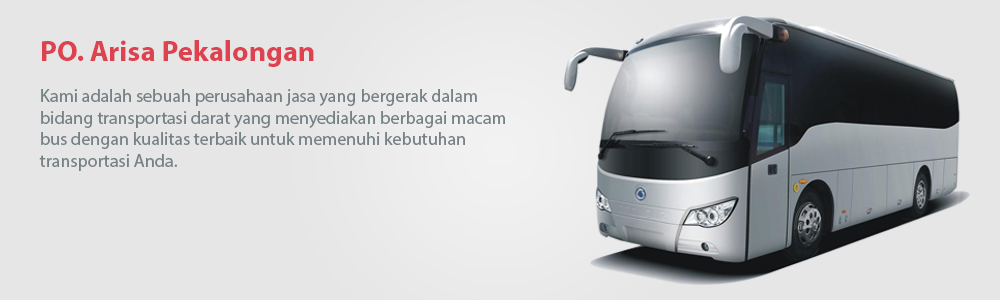 PO. Arisa Pekalongan
Kami adalah sebuah perusahaan jasa yang bergerak dalam
bidang transportasi darat yang menyediakan berbagai macam
bus dengan kualitas terbaik untuk memenuhi kebutuhan
transportasi Anda.